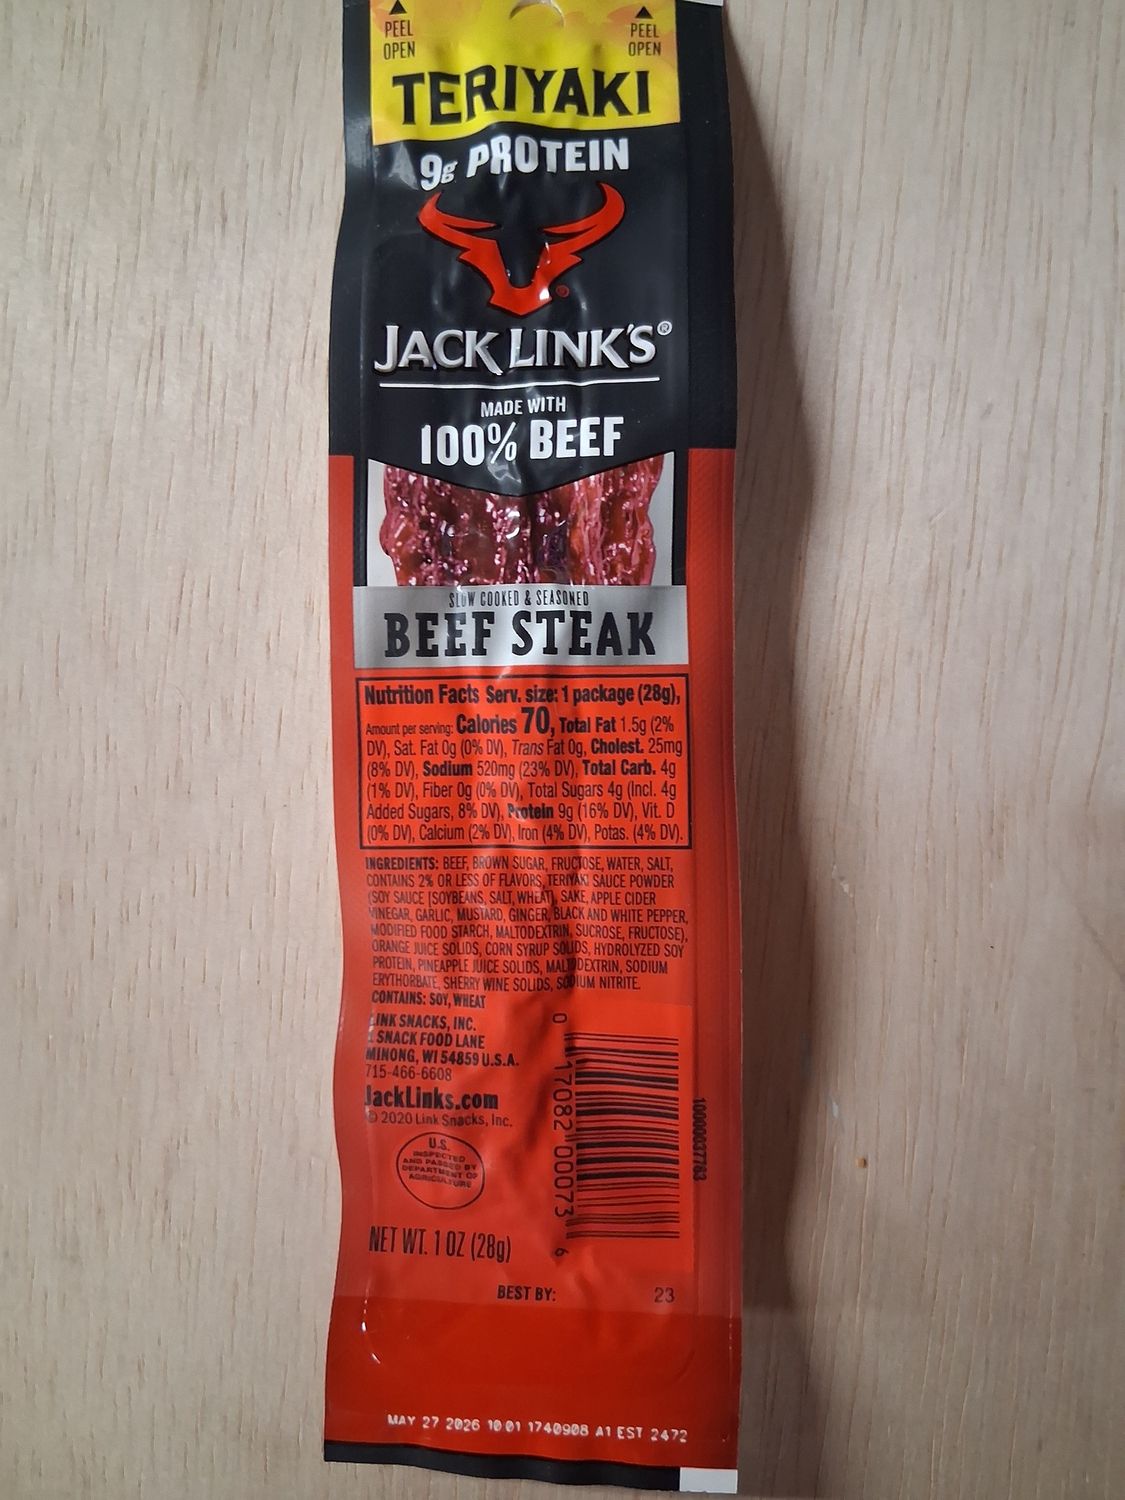 PEEL OPEN
PEEL OPEN
TERIYAKI
9g PROTEIN
JACK LINK'S®
MADE WITH
100% BEEF
SLOW COOKED & SEASONED
BEEF STEAK
Nutrition Facts Serv. size: 1 package (28g),
Amount per serving: Calories 70, Total Fat 1.5g (2%
DV), Sat. Fat 0g (0% DV), Trans Fat 0g, Cholest. 25mg
(8% DV), Sodium 520mg (23% DV), Total Carb. 4g
(1% DV), Fiber 0g (0% DV), Total Sugars 4g (Incl. 4g
Added Sugars, 8% DV), Protein 9g (16% DV), Vit. D
(0% DV), Calcium (2% DV), Iron (4% DV), Potas. (4% DV).
INGREDIENTS: BEEF, BROWN SUGAR, FRUCTOSE, WATER, SALT,
CONTAINS 2% OR LESS OF FLAVORS, TERIYAKI SAUCE POWDER
(SOY SAUCE [SOYBEANS, SALT, WHEAT], SAKE, APPLE CIDER
VINEGAR, GARLIC, MUSTARD, GINGER, BLACK AND WHITE PEPPER,
MODIFIED FOOD STARCH, MALTODEXTRIN, SUCROSE, FRUCTOSE),
ORANGE JUICE SOLIDS, CORN SYRUP SOLIDS, HYDROLYZED SOY
PROTEIN, PINEAPPLE JUICE SOLIDS, MALTODEXTRIN, SODIUM
ERYTHORBATE, SHERRY WINE SOLIDS, SODIUM NITRITE.
CONTAINS: SOY, WHEAT
LINK SNACKS, INC.
1 SNACK FOOD LANE
MINONG, WI 54859 U.S.A.
715-466-6608
JackLinks.com
© 2020 Link Snacks, Inc.
U.S.
INSPECTED
AND PASSED BY
DEPARTMENT OF
AGRICULTURE
0 17082 00073 6
10000037763
NET WT. 1 OZ (28g)
BEST BY: 23
MAY 27 2026 10:01 1740908 A1 EST 2472